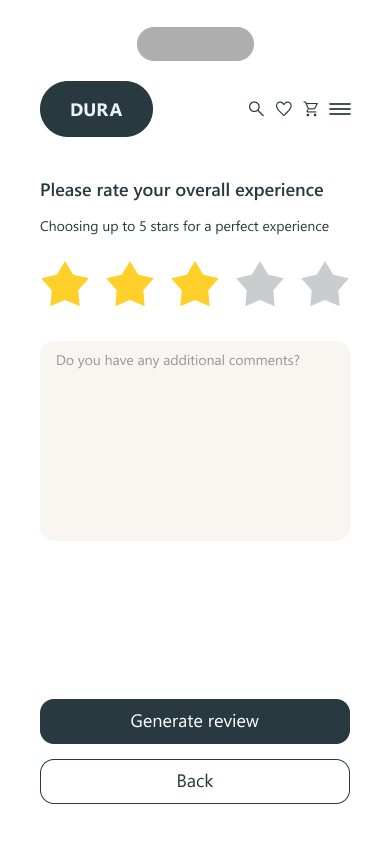 DURA
Please rate your overall experience
Choosing up to 5 stars for a perfect experience
Do you have any additional comments?
Generate review
Back